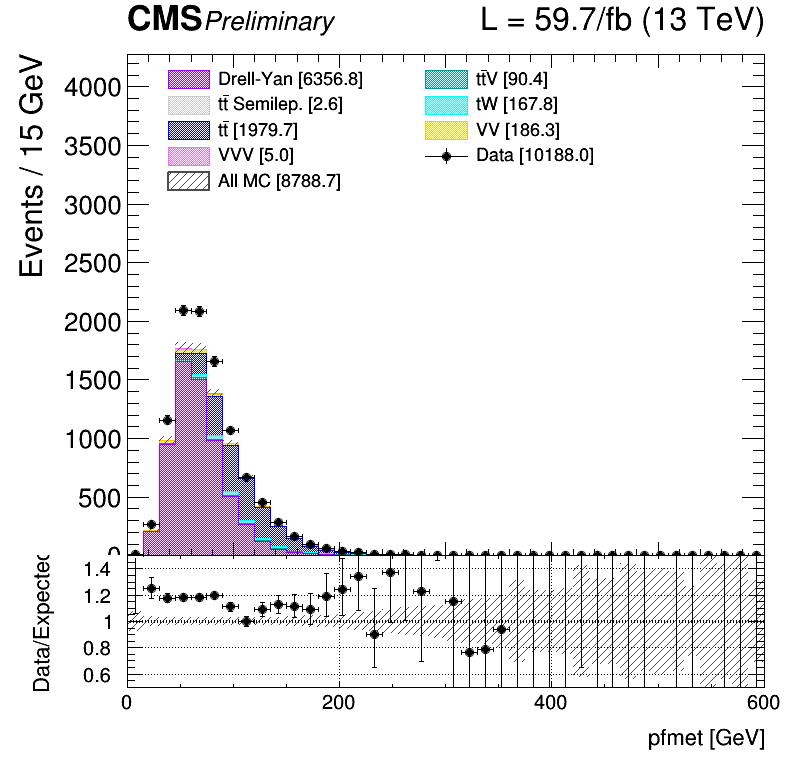 CMS Preliminary L = 59.7/fb (13 TeV)
Events / 15 GeV
4000
3500
3000
2500
2000
1500
1000
500
0
Drell-Yan [6356.8]
tt̄ Semilep. [2.6]
tt̄ [1979.7]
VVV [5.0]
All MC [8788.7]
tt̄V [90.4]
tW [167.8]
VV [186.3]
Data [10188.0]
Data/Expected
1.4
1.2
1
0.8
0.6
0 200 400 600
pfmet [GeV]